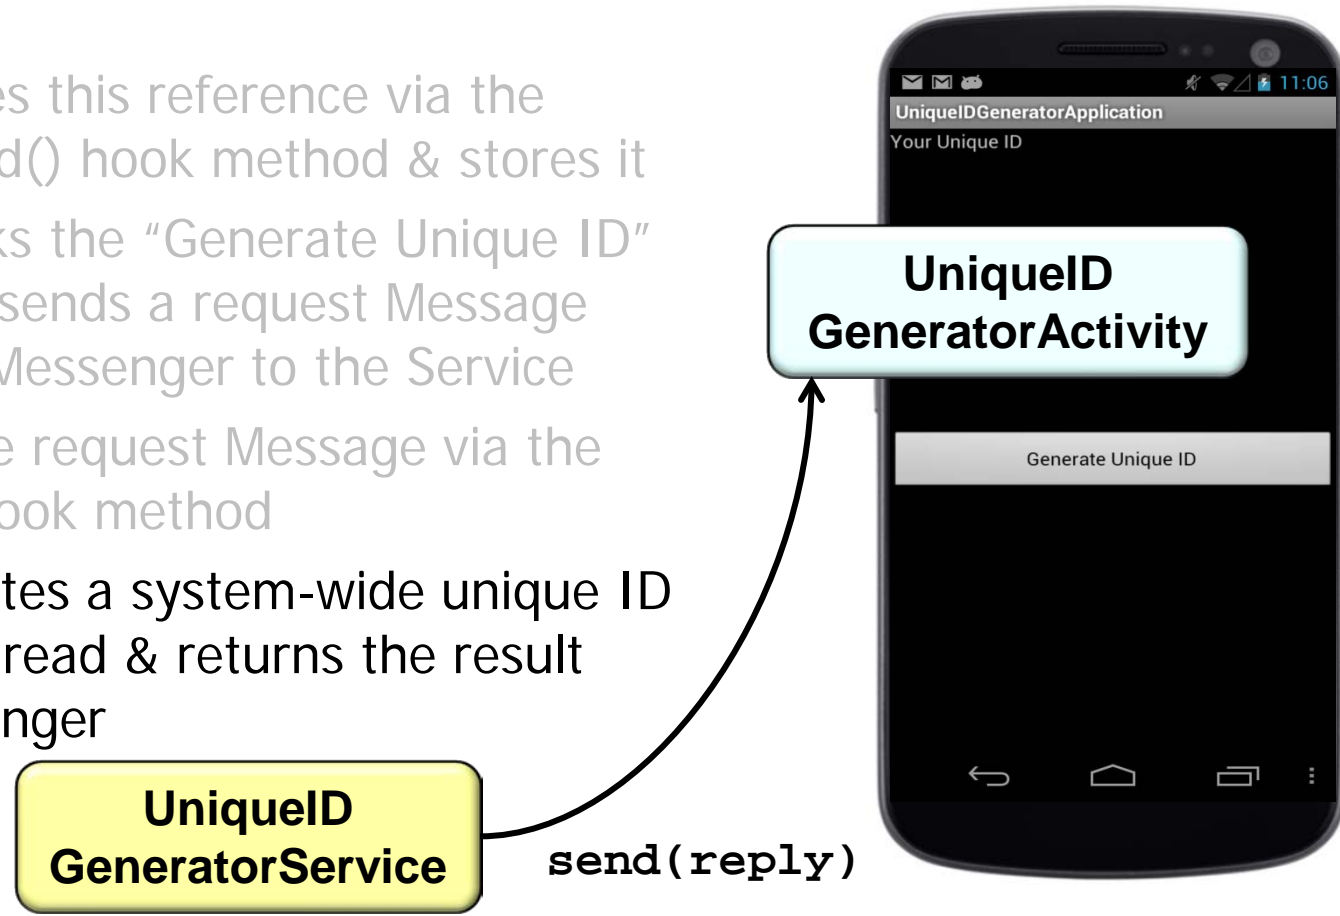 es this reference via the
d() hook method & stores it
ks the “Generate Unique ID”
sends a request Message
Messenger to the Service
e request Message via the
ook method
tes a system-wide unique ID
read & returns the result
nger
UniqueID
GeneratorService
send(reply)
11:06
UniqueIDGeneratorApplication
Your Unique ID
UniqueID
GeneratorActivity
Generate Unique ID